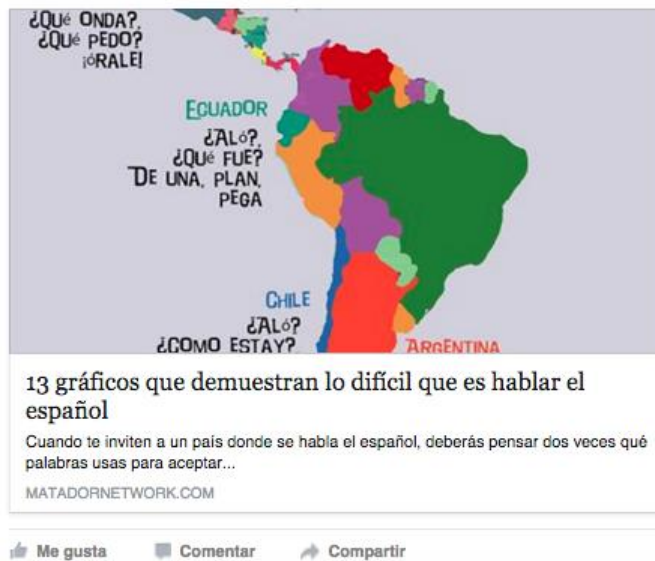 ¿QUÉ ONDA?,
¿QUÉ PEDO?
¡ÓRALE!
ECUADOR
¿ALÓ?,
¿QUÉ FUE?
DE UNA, PLAN,
PEGA
CHILE
¿ALÓ?
¿COMO ESTAY?,
ARGENTINA
13 gráficos que demuestran lo difícil que es hablar el
español
Cuando te inviten a un país donde se habla el español, deberás pensar dos veces qué
palabras usas para aceptar...
MATADORNETWORK.COM
Me gusta Comentar Compartir